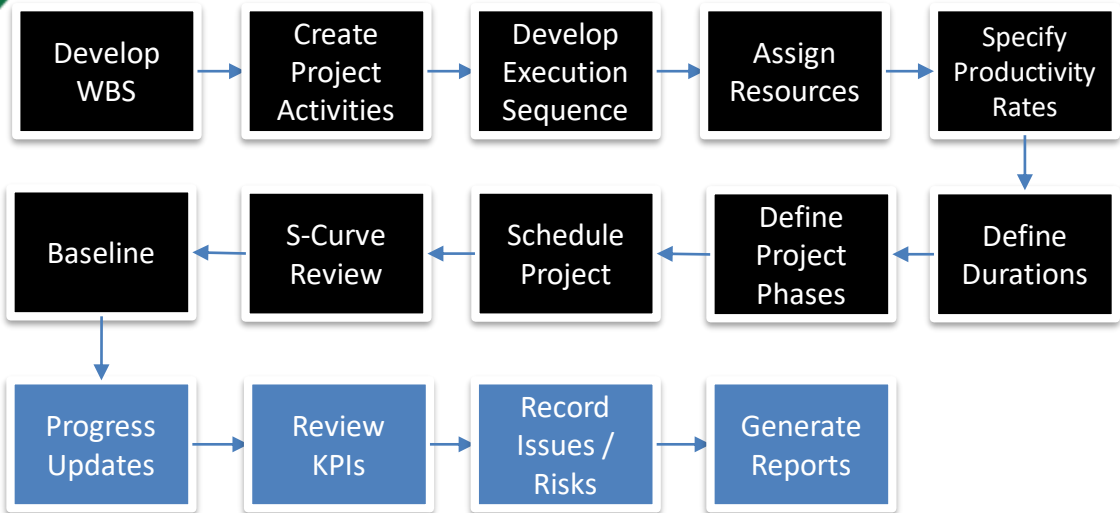 Develop
WBS
Create
Project
Activities
Develop
Execution
Sequence
Assign
Resources
Specify
Productivity
Rates
Baseline
S-Curve
Review
Schedule
Project
Define
Project
Phases
Define
Durations
Progress
Updates
Review
KPIs
Record
Issues /
Risks
Generate
Reports